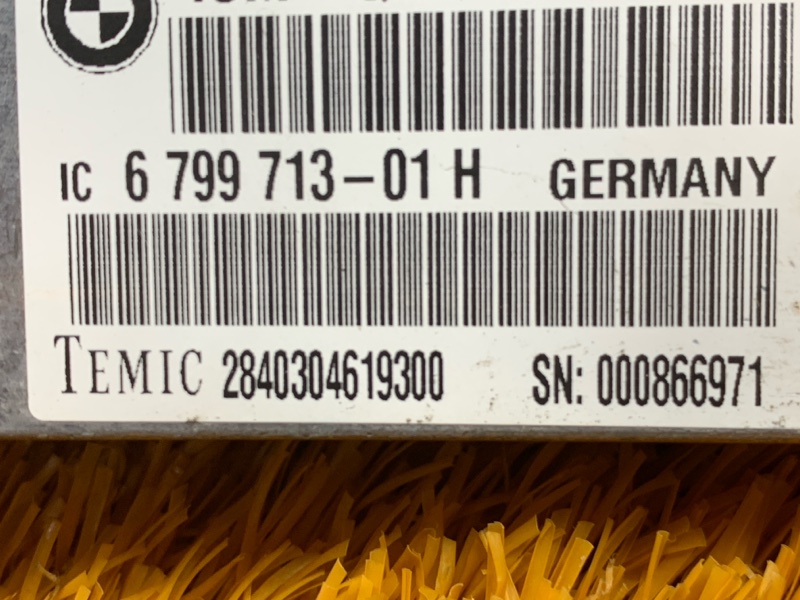 IC 6 799 713-01 H GERMANY
TEMIC 2840304619300 SN: 000866971